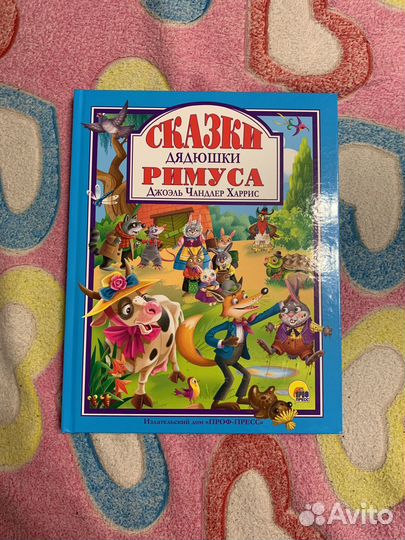 СКАЗКИ
ДЯДЮШКИ
РИМУСА
ДЖОЭЛЬ ЧАНДЛЕР ХАРРИС
ПРОФ
ПРЕСС
Издательский дом «ПРОФ-ПРЕСС»
Avito